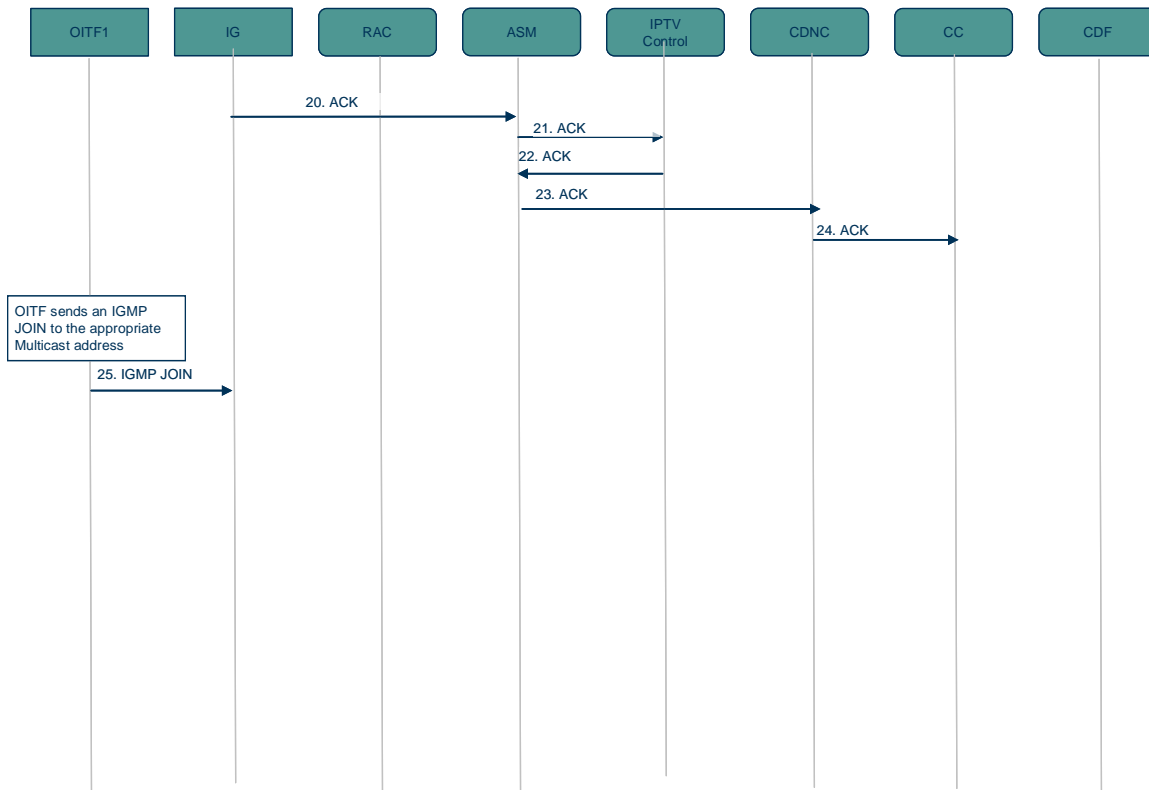 OITF1
IG
RAC
ASM
IPTV
Control
CDNC
CC
CDF
20. ACK
21. ACK
22. ACK
23. ACK
24. ACK
OITF sends an IGMP
JOIN to the appropriate
Multicast address
25. IGMP JOIN